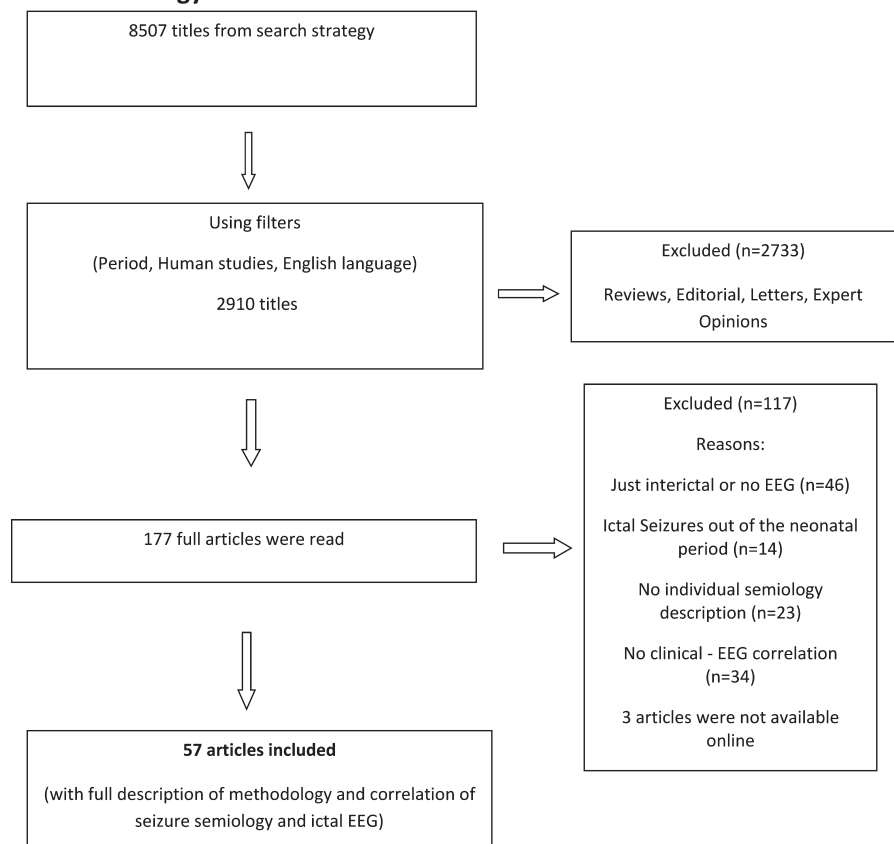 8507 titles from search strategy
Using filters
(Period, Human studies, English language)
2910 titles
Excluded (n=2733)
Reviews, Editorial, Letters, Expert
Opinions
177 full articles were read
Excluded (n=117)
Reasons:
Just interictal or no EEG (n=46)
Ictal Seizures out of the neonatal
period (n=14)
No individual semiology
description (n=23)
No clinical - EEG correlation
(n=34)
3 articles were not available
online
57 articles included
(with full description of methodology and correlation of
seizure semiology and ictal EEG)